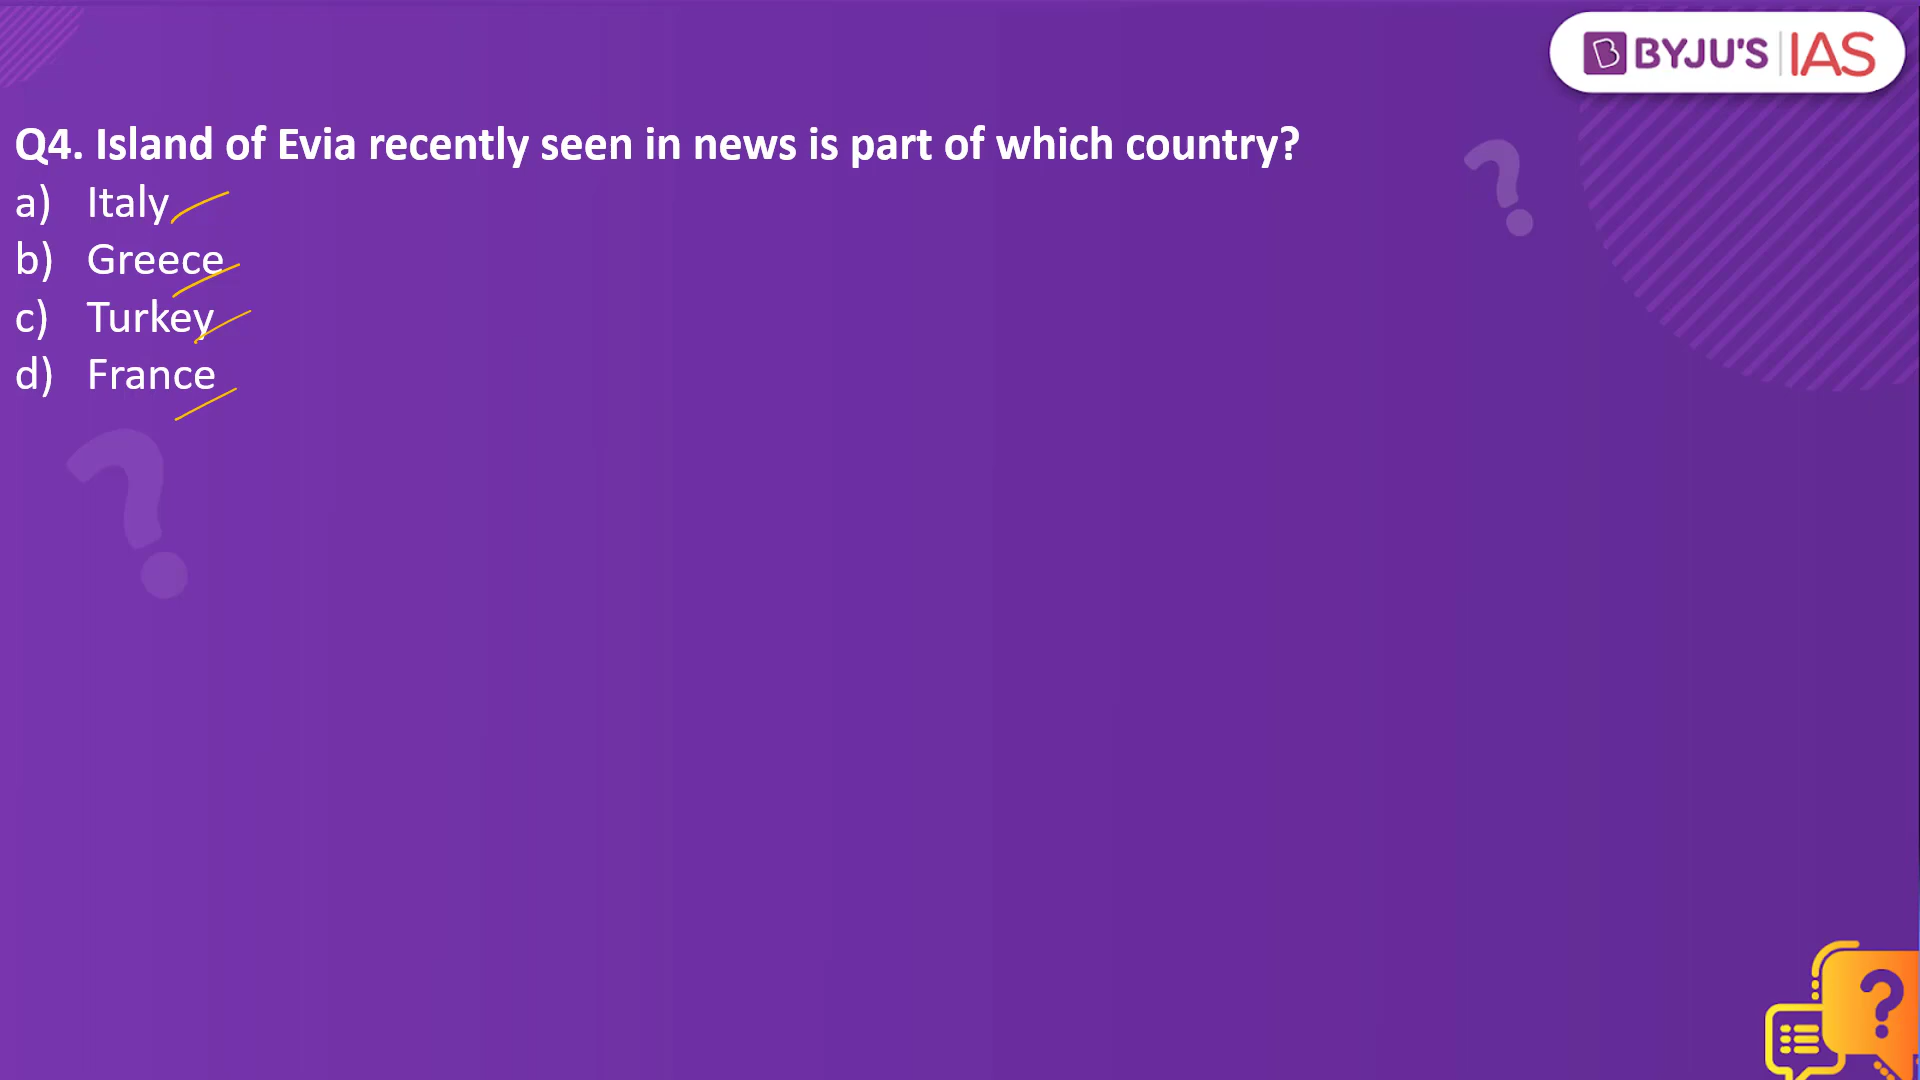 BYJU'S IAS
Q4. Island of Evia recently seen in news is part of which country?
a) Italy
b) Greece
c) Turkey
d) France